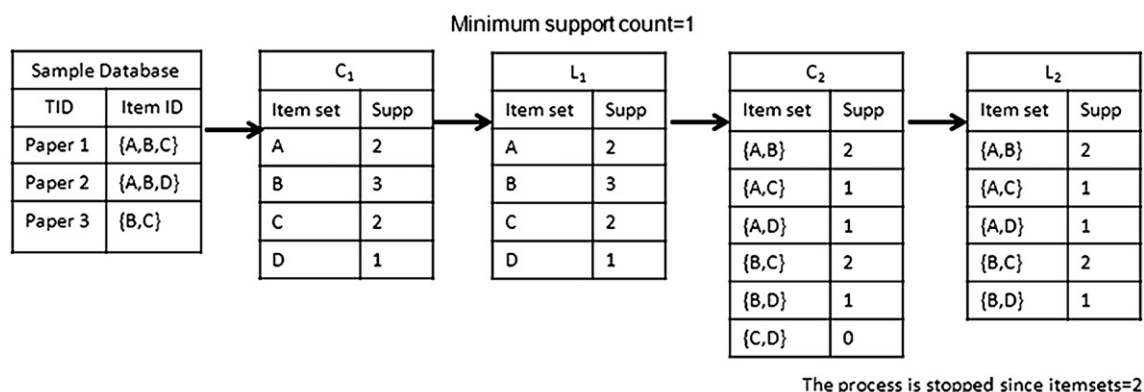 Minimum support count=1
Sample Database
TID Item ID
Paper 1 {A,B,C}
Paper 2 {A,B,D}
Paper 3 {B,C}
C₁
Item set Supp
A 2
B 3
C 2
D 1
L₁
Item set Supp
A 2
B 3
C 2
D 1
C₂
Item set Supp
{A,B} 2
{A,C} 1
{A,D} 1
{B,C} 2
{B,D} 1
{C,D} 0
L₂
Item set Supp
{A,B} 2
{A,C} 1
{A,D} 1
{B,C} 2
{B,D} 1
The process is stopped since itemsets=2